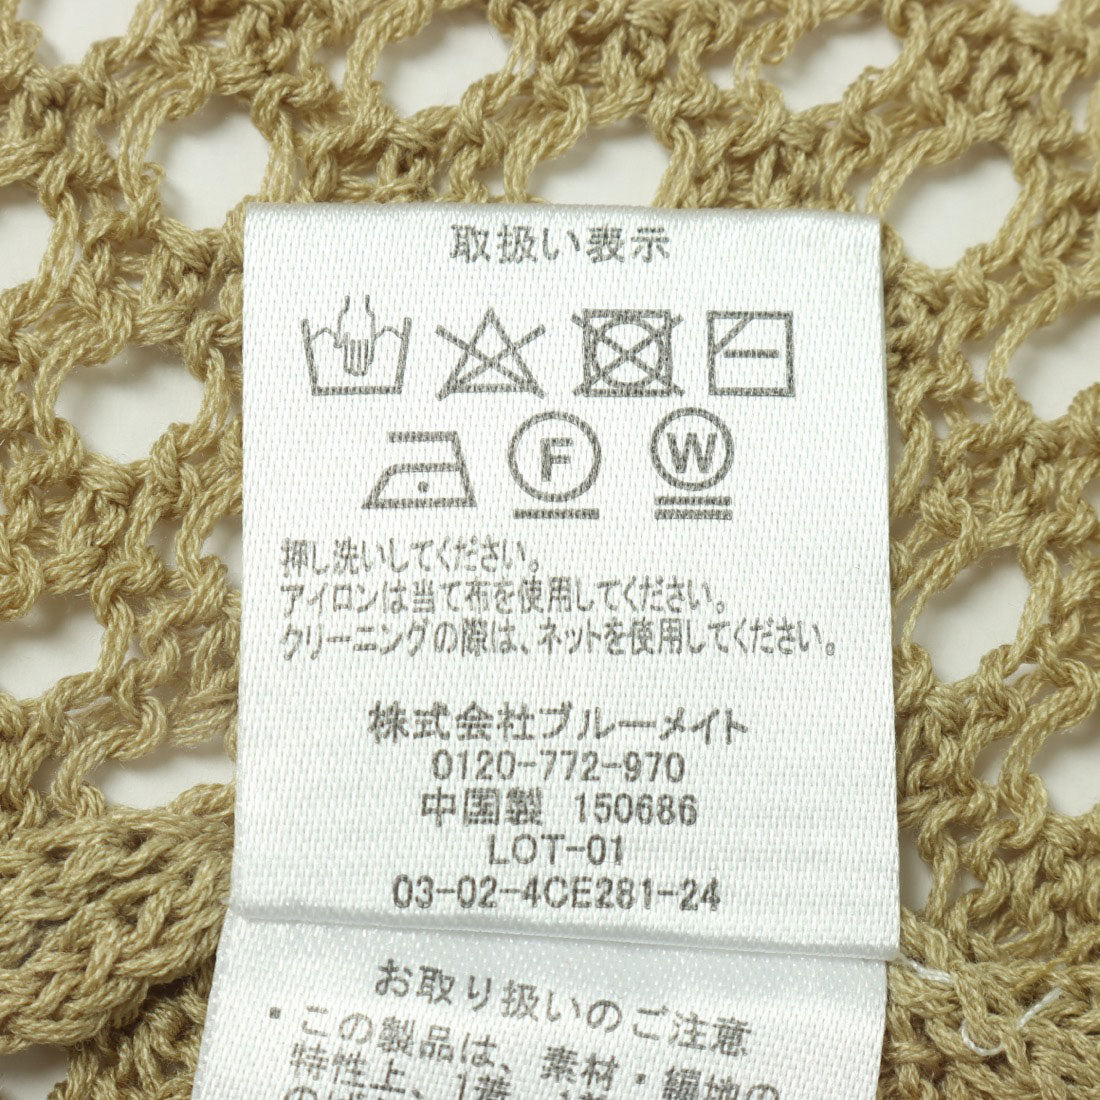 取扱い表示
F
W
押し洗いしてください。
アイロンは当て布を使用してください。
クリーニングの際は、ネットを使用してください。
株式会社ブルーメイト
0120-772-970
中国製 150686
LOT-01
03-02-4CE281-24
お取り扱いのご注意
・この製品は、素材・編地の
特性上、1着